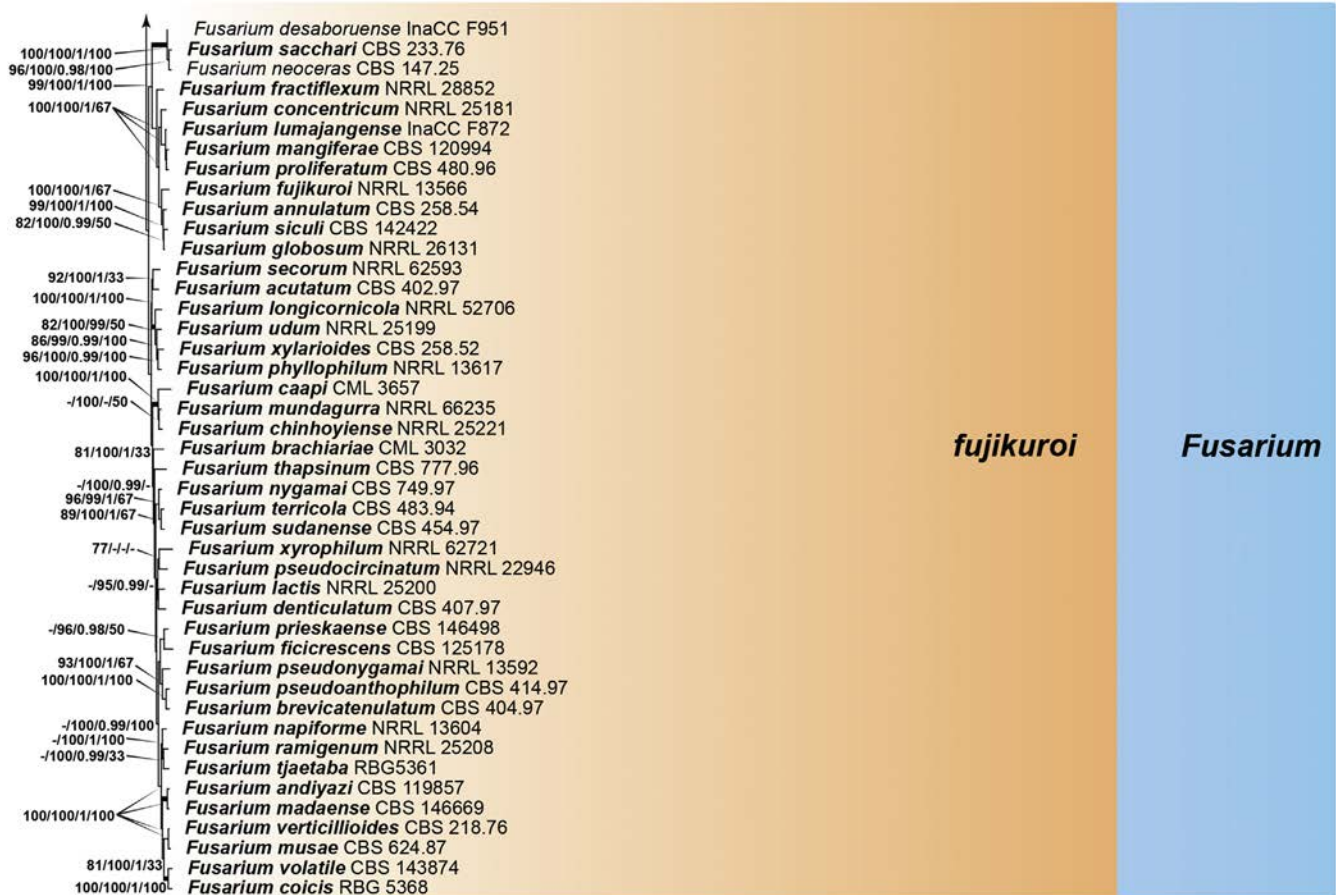 Fusarium desaboruense InaCC F951
100/100/1/100 Fusarium sacchari CBS 233.76
96/100/0.98/100 Fusarium neoceras CBS 147.25
99/100/1/100 Fusarium fractiflexum NRRL 28852
100/100/1/67 Fusarium concentricum NRRL 25181
Fusarium lumajangense InaCC F872
Fusarium mangiferae CBS 120994
Fusarium proliferatum CBS 480.96
100/100/1/67 Fusarium fujikuroi NRRL 13566
99/100/1/100 Fusarium annulatum CBS 258.54
82/100/0.99/50 Fusarium siculi CBS 142422
Fusarium globosum NRRL 26131
Fusarium secorum NRRL 62593
92/100/1/33 Fusarium acutatum CBS 402.97
100/100/1/100 Fusarium longicornicola NRRL 52706
82/100/99/50 Fusarium udum NRRL 25199
86/99/0.99/100 Fusarium xylarioides CBS 258.52
96/100/0.99/100 Fusarium phyllophilum NRRL 13617
100/100/1/100 Fusarium caapi CML 3657
-/100/-/50 Fusarium mundagurra NRRL 66235
Fusarium chinhoyiense NRRL 25221
81/100/1/33 Fusarium brachiariae CML 3032
fujikuroi Fusarium
Fusarium thapsinum CBS 777.96
-/100/0.99/- Fusarium nygamai CBS 749.97
96/99/1/67 Fusarium terricola CBS 483.94
89/100/1/67 Fusarium sudanense CBS 454.97
77/-/-/- Fusarium xyrophilum NRRL 62721
Fusarium pseudocircinatum NRRL 22946
-/95/0.99/- Fusarium lactis NRRL 25200
Fusarium denticulatum CBS 407.97
-/96/0.98/50 Fusarium prieskaense CBS 146498
Fusarium ficicrescens CBS 125178
93/100/1/67 Fusarium pseudonygamai NRRL 13592
100/100/1/100 Fusarium pseudoanthophilum CBS 414.97
Fusarium brevicatenulatum CBS 404.97
-/100/0.99/100 Fusarium napiforme NRRL 13604
-/100/1/100 Fusarium ramigenum NRRL 25208
-/100/0.99/33 Fusarium tjaetaba RBG5361
Fusarium andiyazi CBS 119857
Fusarium madaense CBS 146669
100/100/1/100 Fusarium verticillioides CBS 218.76
Fusarium musae CBS 624.87
81/100/1/33 Fusarium volatile CBS 143874
100/100/1/100 Fusarium coicis RBG 5368